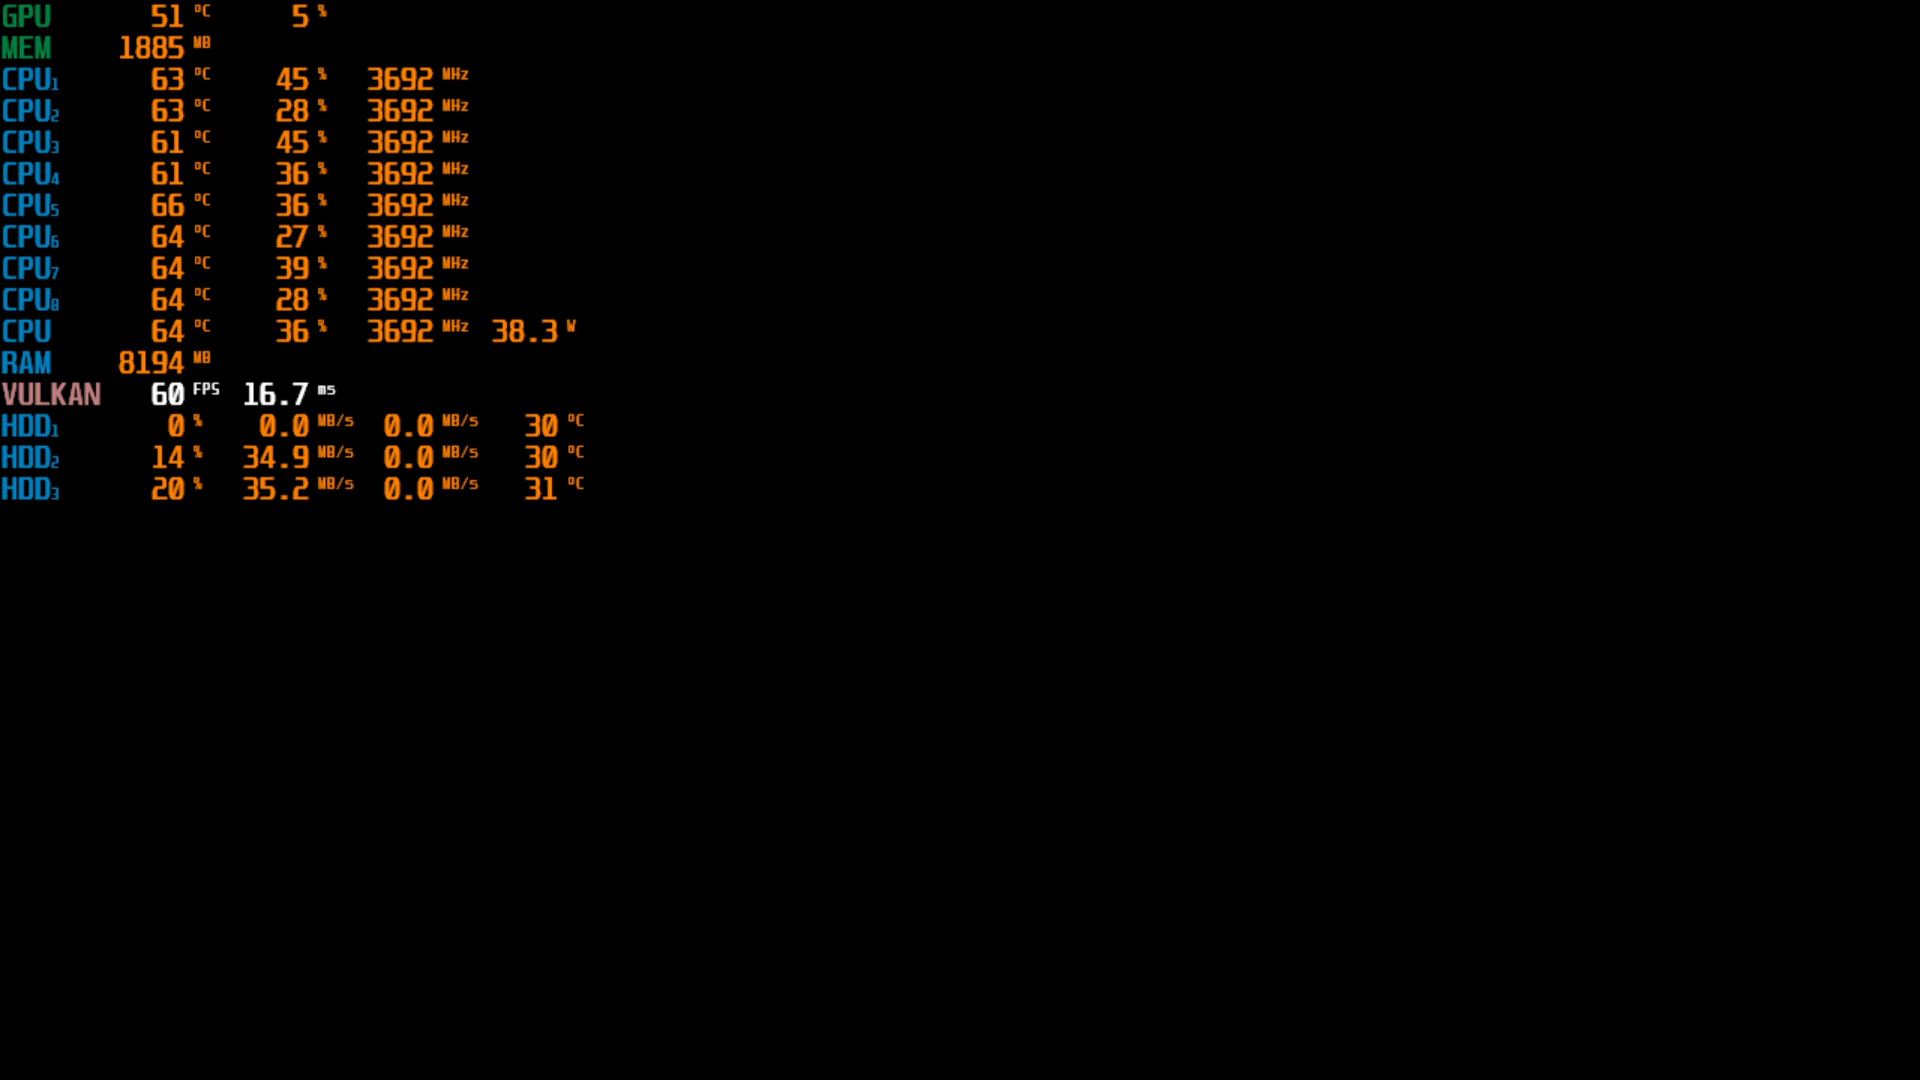 GPU 51 °C 5 %
MEM 1885 MB
CPU1 63 °C 45 % 3692 MHz
CPU2 63 °C 28 % 3692 MHz
CPU3 61 °C 45 % 3692 MHz
CPU4 61 °C 36 % 3692 MHz
CPU5 66 °C 36 % 3692 MHz
CPU6 64 °C 27 % 3692 MHz
CPU7 64 °C 39 % 3692 MHz
CPU8 64 °C 28 % 3692 MHz
CPU 64 °C 36 % 3692 MHz 38.3 W
RAM 8194 MB
VULKAN 60 FPS 16.7 ms
HDD1 0 % 0.0 MB/s 0.0 MB/s 30 °C
HDD2 14 % 34.9 MB/s 0.0 MB/s 30 °C
HDD3 20 % 35.2 MB/s 0.0 MB/s 31 °C